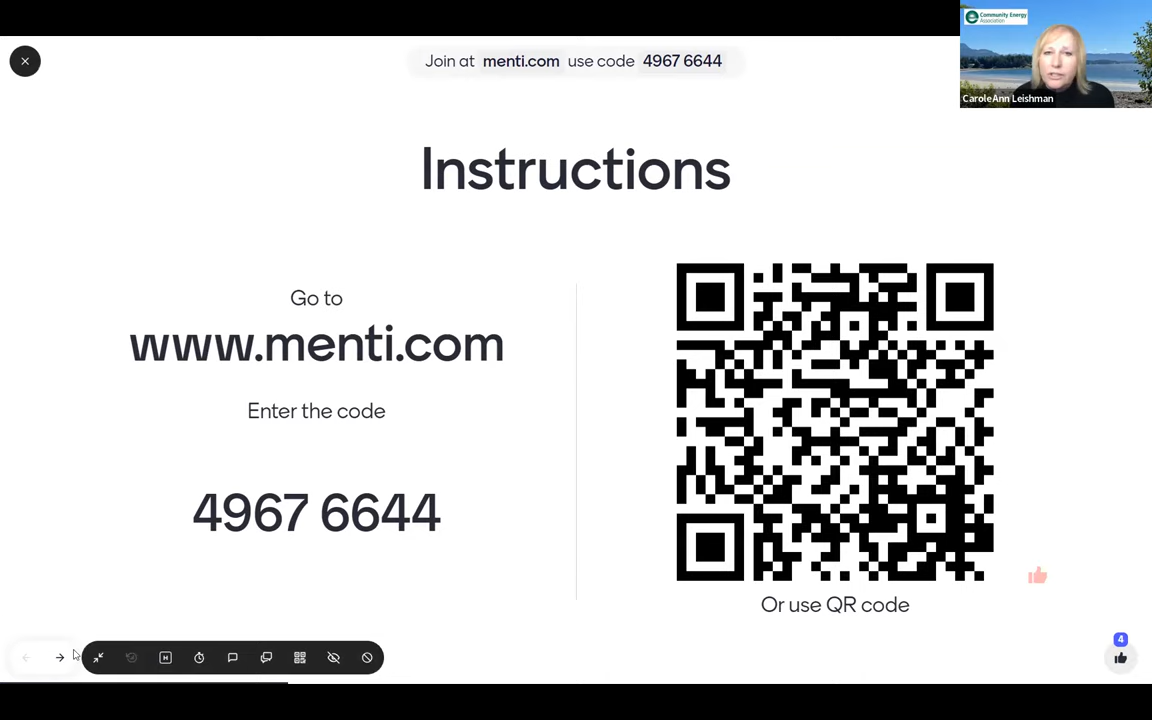 Join at menti.com use code 4967 6644
Community Energy
Association
CaroleAnn Leishman
Instructions
Go to
www.menti.com
Enter the code
4967 6644
Or use QR code
H
4